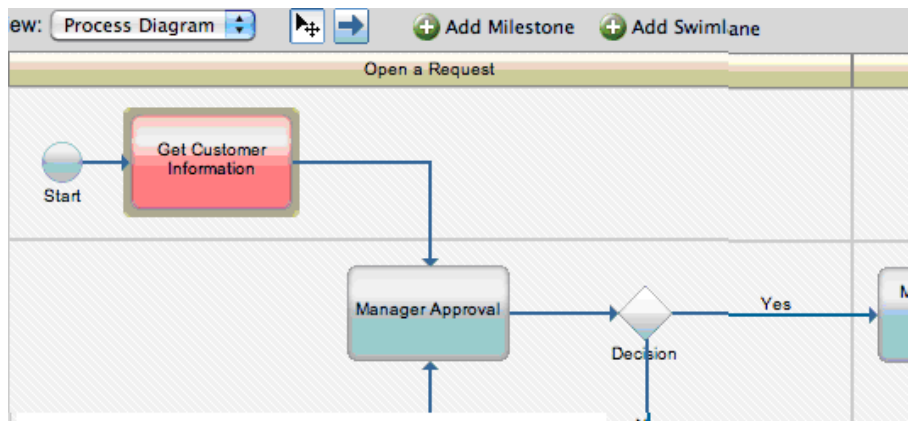 ew: Process Diagram Add Milestone Add Swimlane
Open a Request
Get Customer
Information
Start
Manager Approval
Yes
M
Decision